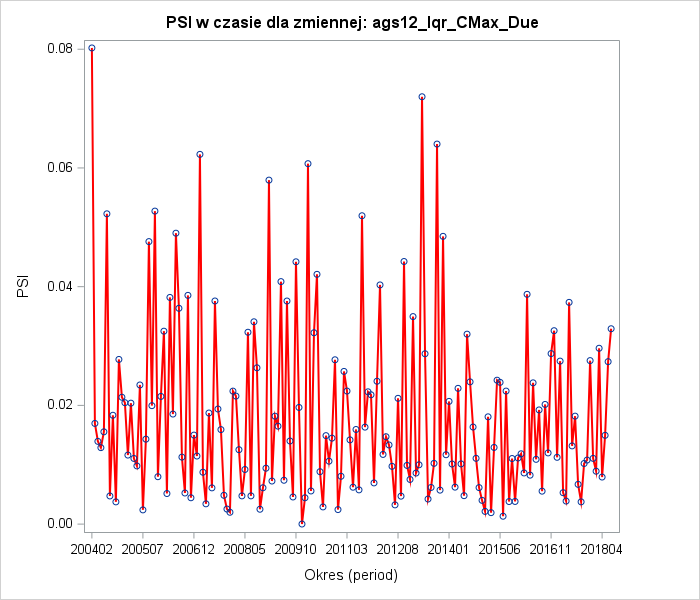 PSI w czasie dla zmiennej: ags12_Iqr_CMax_Due
0.08
0.06
0.04
0.02
0.00
PSI
200402 200507 200612 200805 200910 201103 201208 201401 201506 201611 201804
Okres (period)